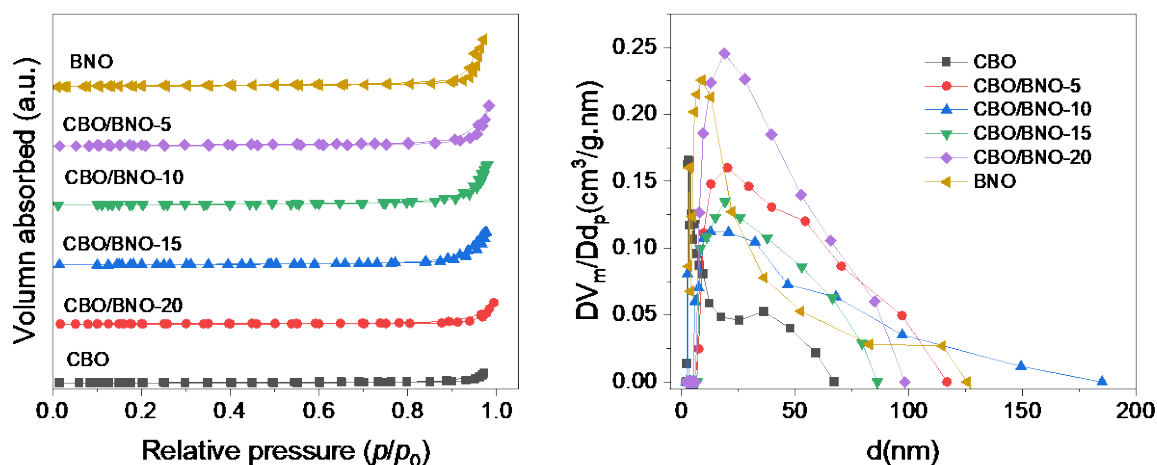 Volumn absorbed (a.u.)
BNO
CBO/BNO-5
CBO/BNO-10
CBO/BNO-15
CBO/BNO-20
CBO
0.0 0.2 0.4 0.6 0.8 1.0
Relative pressure (p/p0)
DVm/Ddp(cm3/g.nm)
0.25
0.20
0.15
0.10
0.05
0.00
CBO
CBO/BNO-5
CBO/BNO-10
CBO/BNO-15
CBO/BNO-20
BNO
0 50 100 150 200
d(nm)